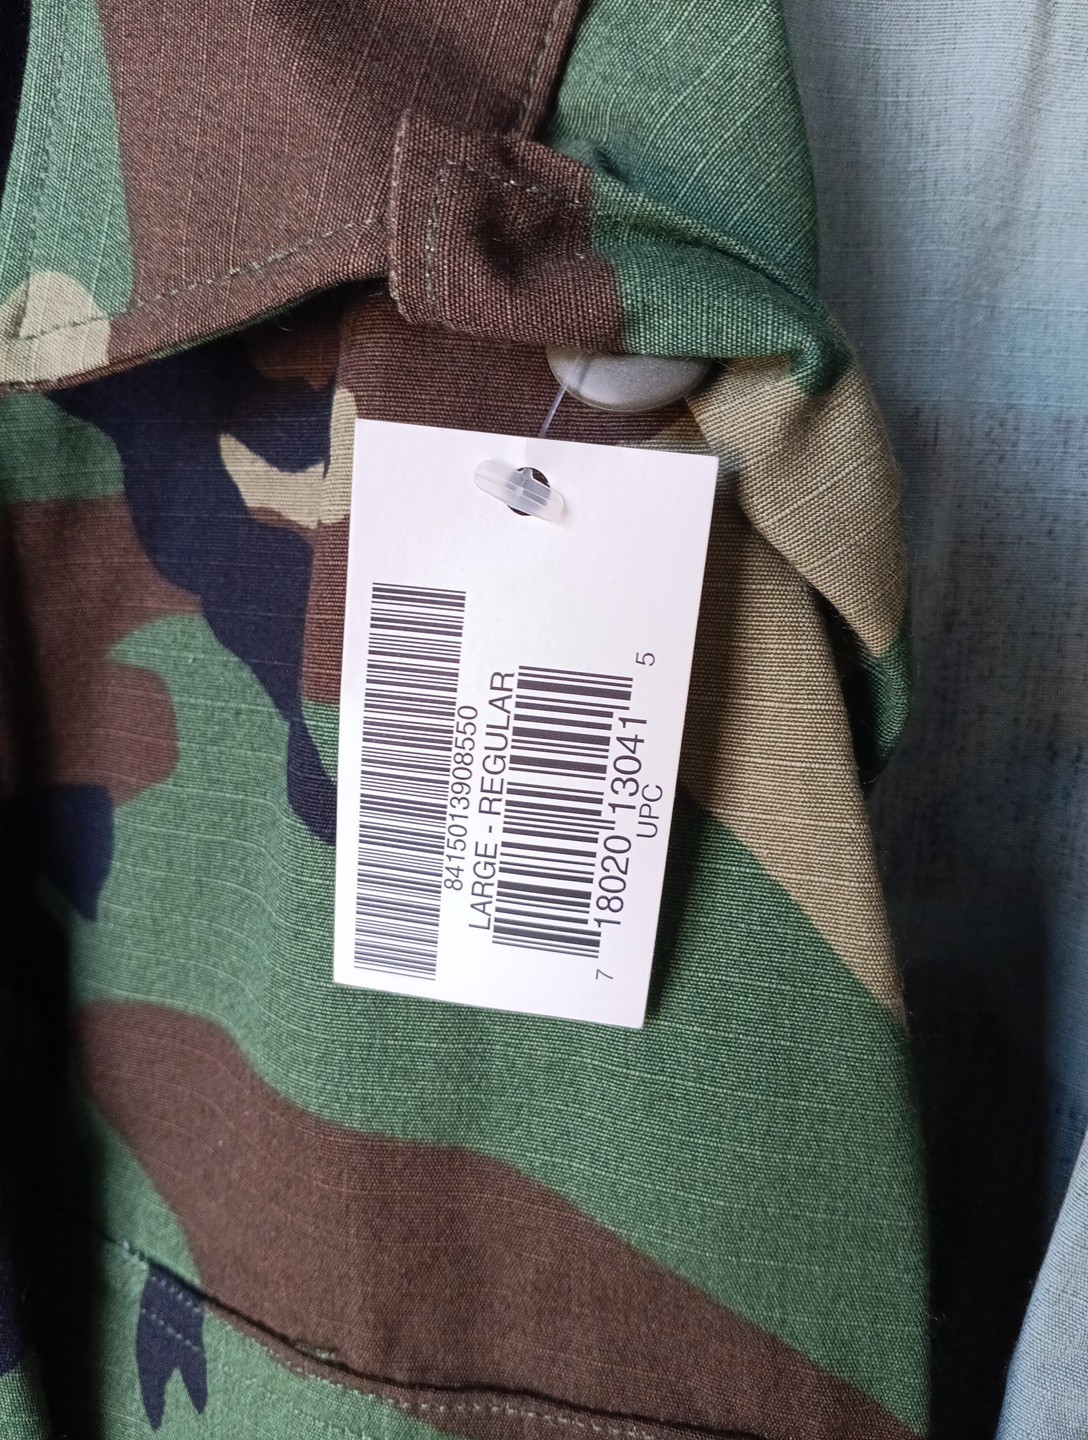 8415013908550
LARGE - REGULAR
7 18020 13041 5
UPC